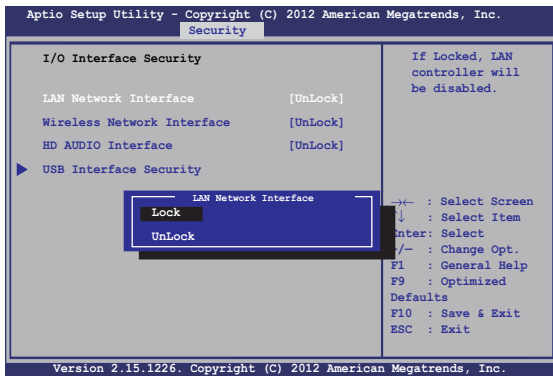 Aptio Setup Utility - Copyright (C) 2012 American Megatrends, Inc.
Security
I/O Interface Security
LAN Network Interface [UnLock]
Wireless Network Interface [UnLock]
HD AUDIO Interface [UnLock]
USB Interface Security
LAN Network Interface
Lock
UnLock
If Locked, LAN
controller will
be disabled.
→← : Select Screen
↑↓ : Select Item
Enter: Select
+/— : Change Opt.
F1 : General Help
F9 : Optimized
Defaults
F10 : Save & Exit
ESC : Exit
Version 2.15.1226. Copyright (C) 2012 American Megatrends, Inc.